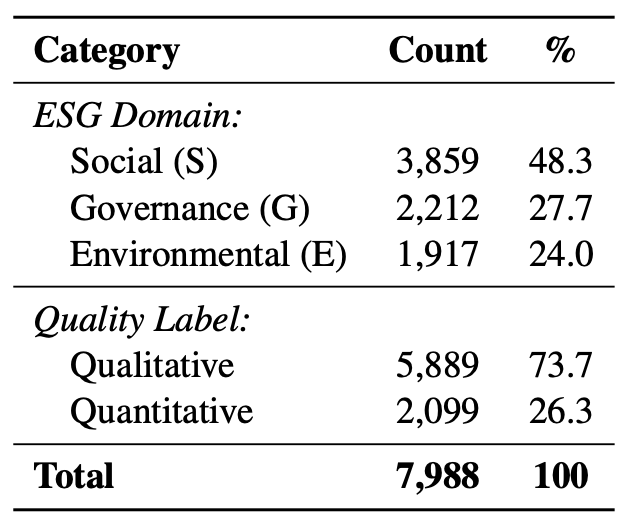 Category Count %
ESG Domain:
Social (S) 3,859 48.3
Governance (G) 2,212 27.7
Environmental (E) 1,917 24.0
Quality Label:
Qualitative 5,889 73.7
Quantitative 2,099 26.3
Total 7,988 100